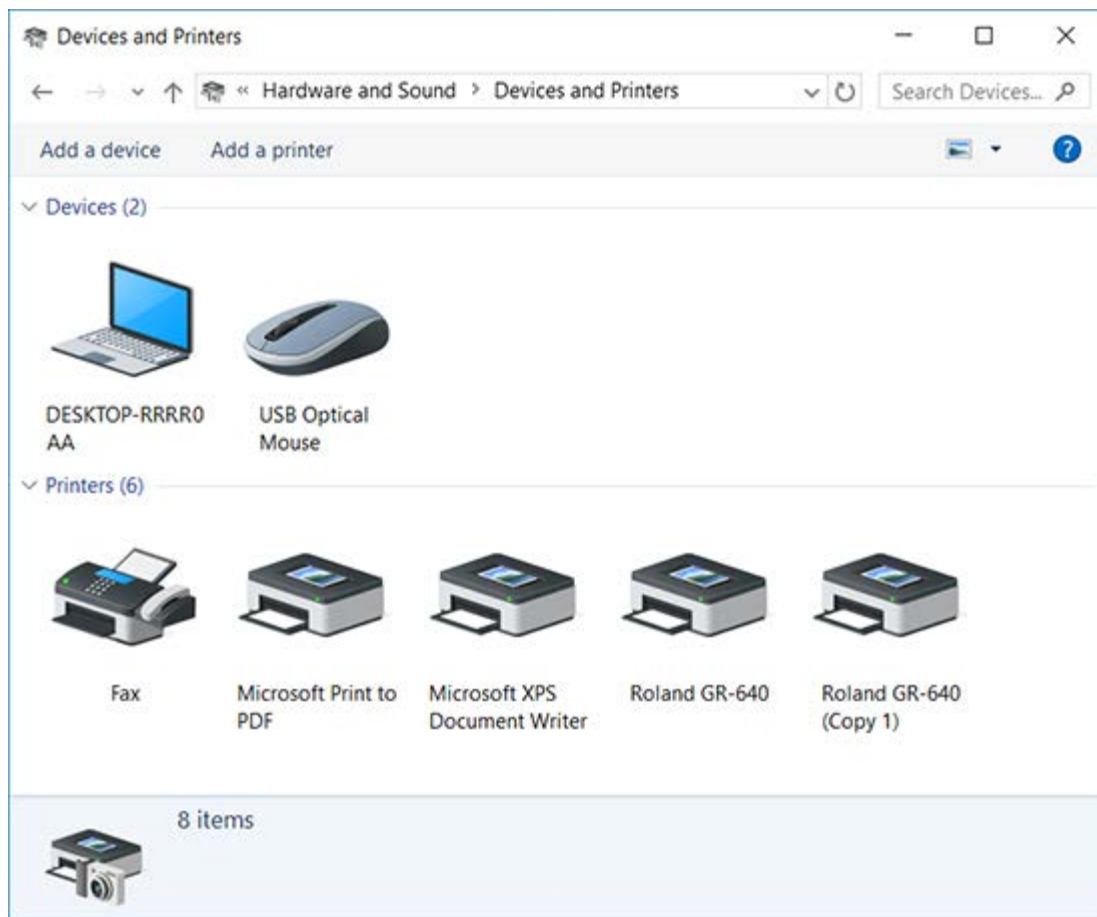 Devices and Printers
« Hardware and Sound > Devices and Printers
Search Devices...
Add a device Add a printer
?
Devices (2)
DESKTOP-RRRR0
AA
USB Optical
Mouse
Printers (6)
Fax
Microsoft Print to
PDF
Microsoft XPS
Document Writer
Roland GR-640
Roland GR-640
(Copy 1)
8 items